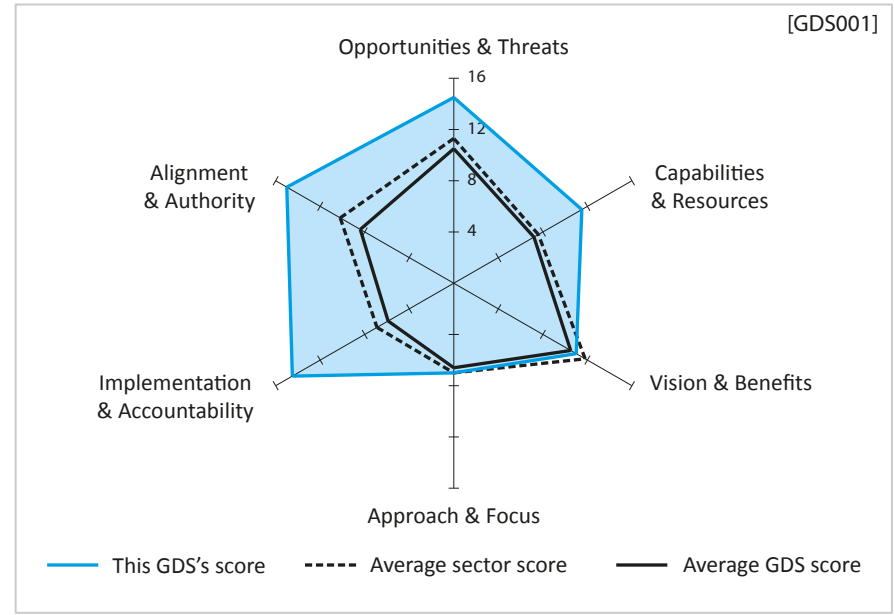 [GDS001]
Opportunities & Threats
16
12
8
4
Alignment
& Authority
Capabilities
& Resources
Implementation
& Accountability
Vision & Benefits
Approach & Focus
This GDS's score
Average sector score
Average GDS score